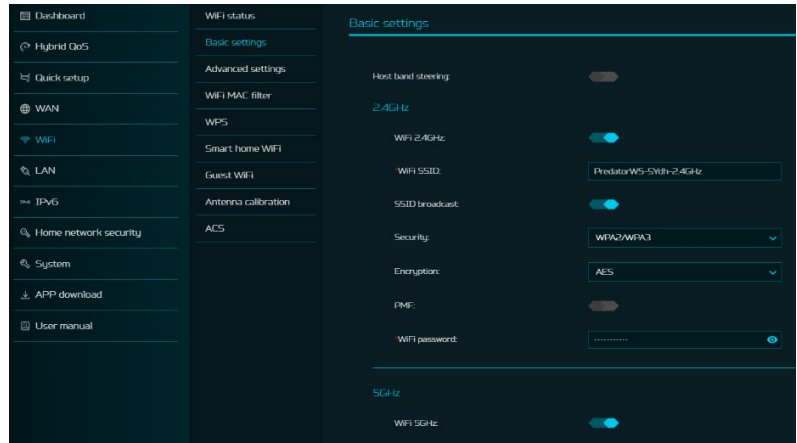 Dashboard
Hybrid QoS
Quick setup
WAN
WiFi
LAN
IPv6
Home network security
System
APP download
User manual
WiFi status
Basic settings
Advanced settings
WiFi MAC filter
WPS
Smart home WiFi
Guest WiFi
Antenna calibration
ACS
Basic settings
Host band steering:
2.4GHz
WiFi 2.4GHz:
*WiFi SSID: PredatorW5-SYdh-2.4GHz
SSID broadcast:
Security: WPA2/WPA3
Encryption: AES
PMF:
*WiFi password: ...........
5GHz
WiFi 5GHz: